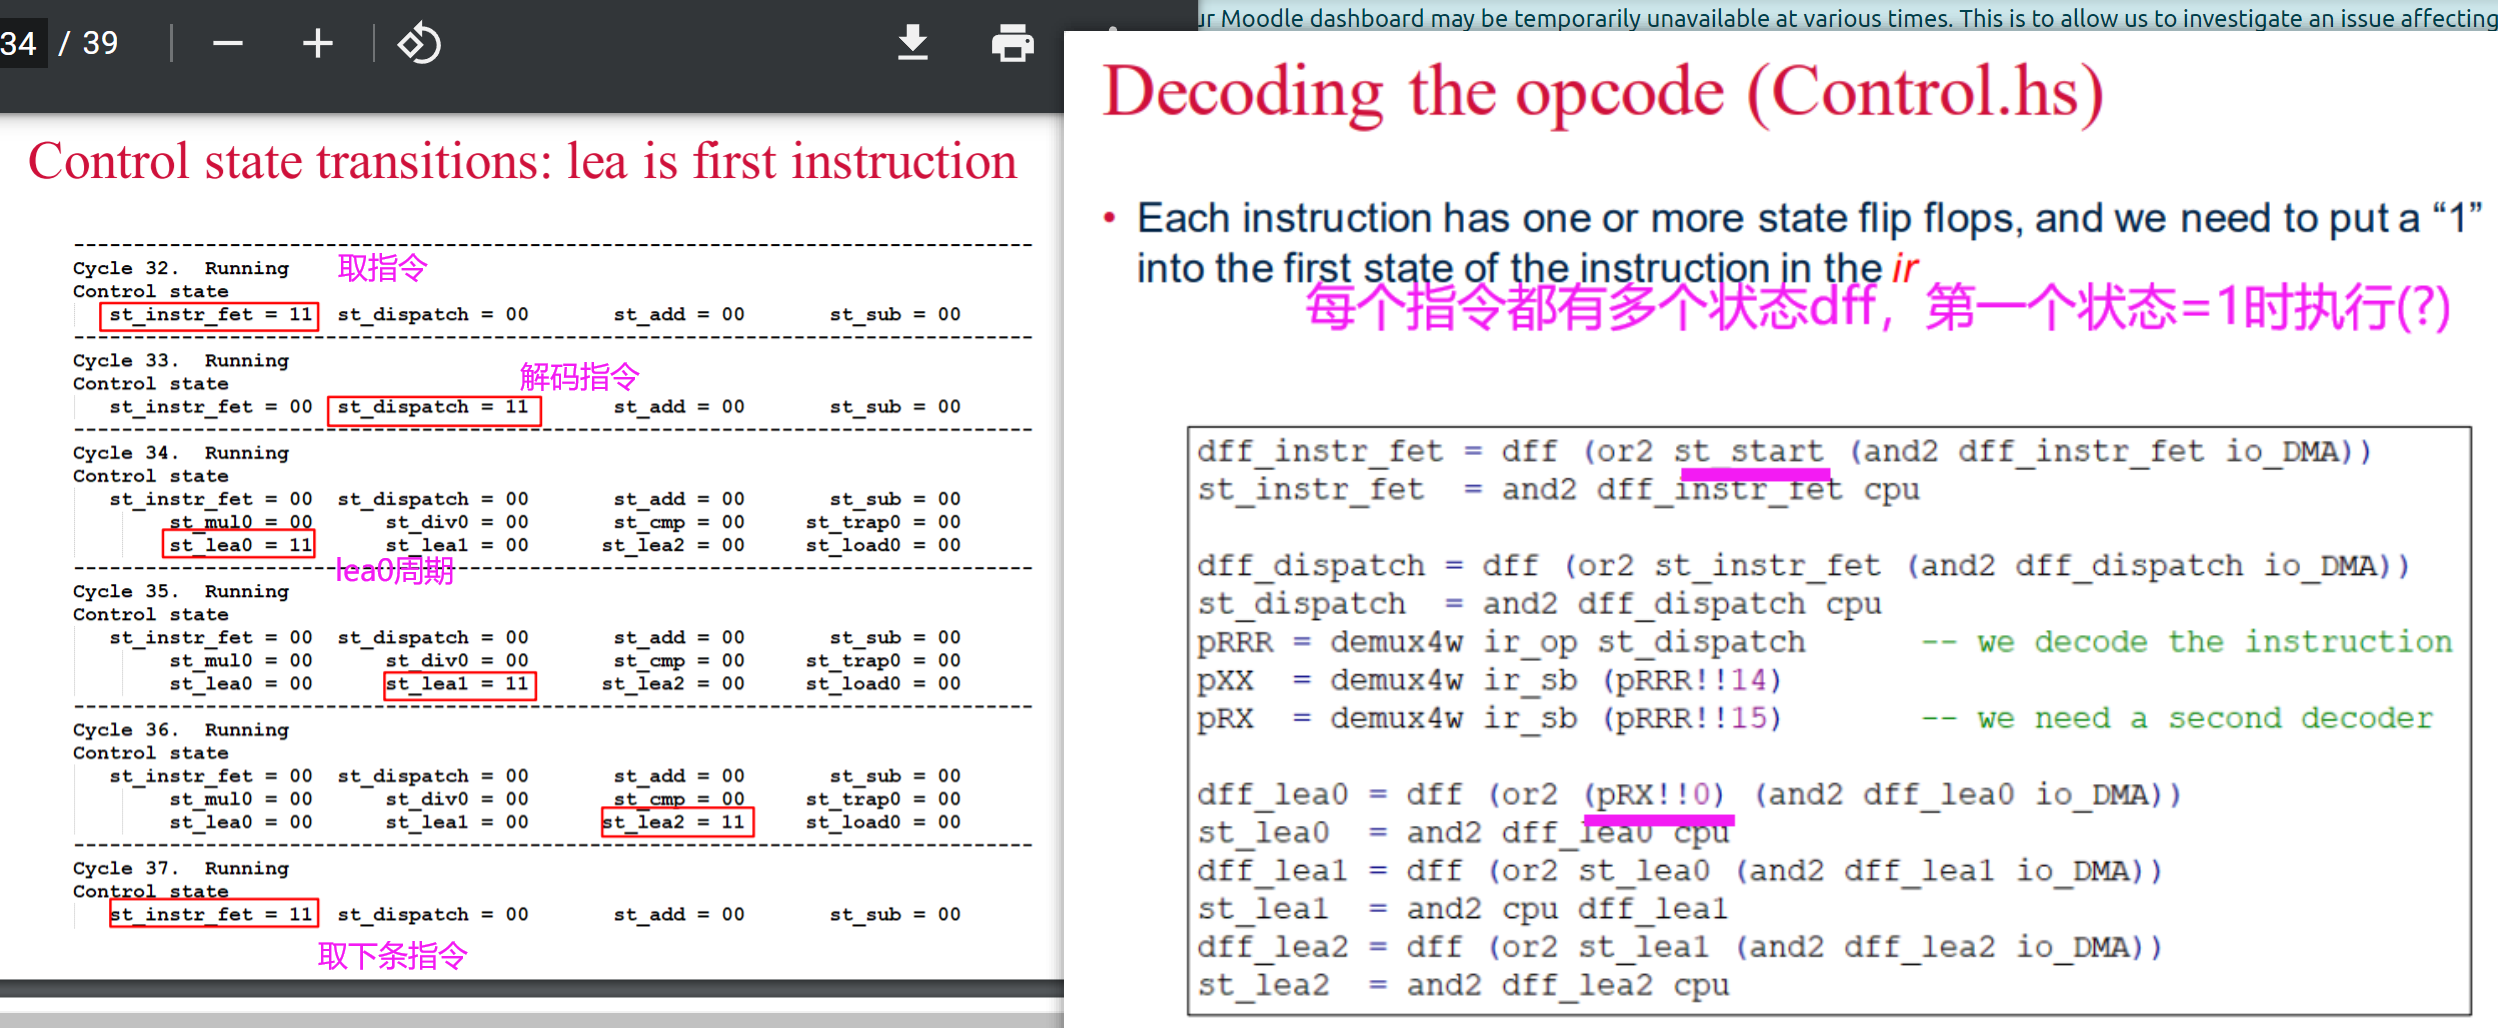 34 / 39
ur Moodle dashboard may be temporarily unavailable at various times. This is to allow us to investigate an issue affecting
Control state transitions: lea is first instruction
--------------------------------------------------------------------------------
Cycle 32. Running 取指令
Control state
st_instr_fet = 11 st_dispatch = 00 st_add = 00 st_sub = 00
--------------------------------------------------------------------------------
Cycle 33. Running
Control state 解码指令
st_instr_fet = 00 st_dispatch = 11 st_add = 00 st_sub = 00
--------------------------------------------------------------------------------
Cycle 34. Running
Control state
st_instr_fet = 00 st_dispatch = 00 st_add = 00 st_sub = 00
st_mul0 = 00 st_div0 = 00 st_cmp = 00 st_trap0 = 00
st_lea0 = 11 st_lea1 = 00 st_lea2 = 00 st_load0 = 00
lea0周期
--------------------------------------------------------------------------------
Cycle 35. Running
Control state
st_instr_fet = 00 st_dispatch = 00 st_add = 00 st_sub = 00
st_mul0 = 00 st_div0 = 00 st_cmp = 00 st_trap0 = 00
st_lea0 = 00 st_lea1 = 11 st_lea2 = 00 st_load0 = 00
--------------------------------------------------------------------------------
Cycle 36. Running
Control state
st_instr_fet = 00 st_dispatch = 00 st_add = 00 st_sub = 00
st_mul0 = 00 st_div0 = 00 st_cmp = 00 st_trap0 = 00
st_lea0 = 00 st_lea1 = 00 st_lea2 = 11 st_load0 = 00
--------------------------------------------------------------------------------
Cycle 37. Running
Control state
st_instr_fet = 11 st_dispatch = 00 st_add = 00 st_sub = 00
取下条指令
Decoding the opcode (Control.hs)
• Each instruction has one or more state flip flops, and we need to put a “1”
into the first state of the instruction in the ir
每个指令都有多个状态dff，第一个状态=1时执行(?)
dff_instr_fet = dff (or2 st_start (and2 dff_instr_fet io_DMA))
st_instr_fet = and2 dff_instr_fet cpu
dff_dispatch = dff (or2 st_instr_fet (and2 dff_dispatch io_DMA))
st_dispatch = and2 dff_dispatch cpu
pRRR = demux4w ir_op st_dispatch -- we decode the instruction
pXX = demux4w ir_sb (pRRR!!14)
pRX = demux4w ir_sb (pRRR!!15) -- we need a second decoder
dff_lea0 = dff (or2 (pRX!!0) (and2 dff_lea0 io_DMA))
st_lea0 = and2 dff_lea0 cpu
dff_lea1 = dff (or2 st_lea0 (and2 dff_lea1 io_DMA))
st_lea1 = and2 cpu dff_lea1
dff_lea2 = dff (or2 st_lea1 (and2 dff_lea2 io_DMA))
st_lea2 = and2 dff_lea2 cpu